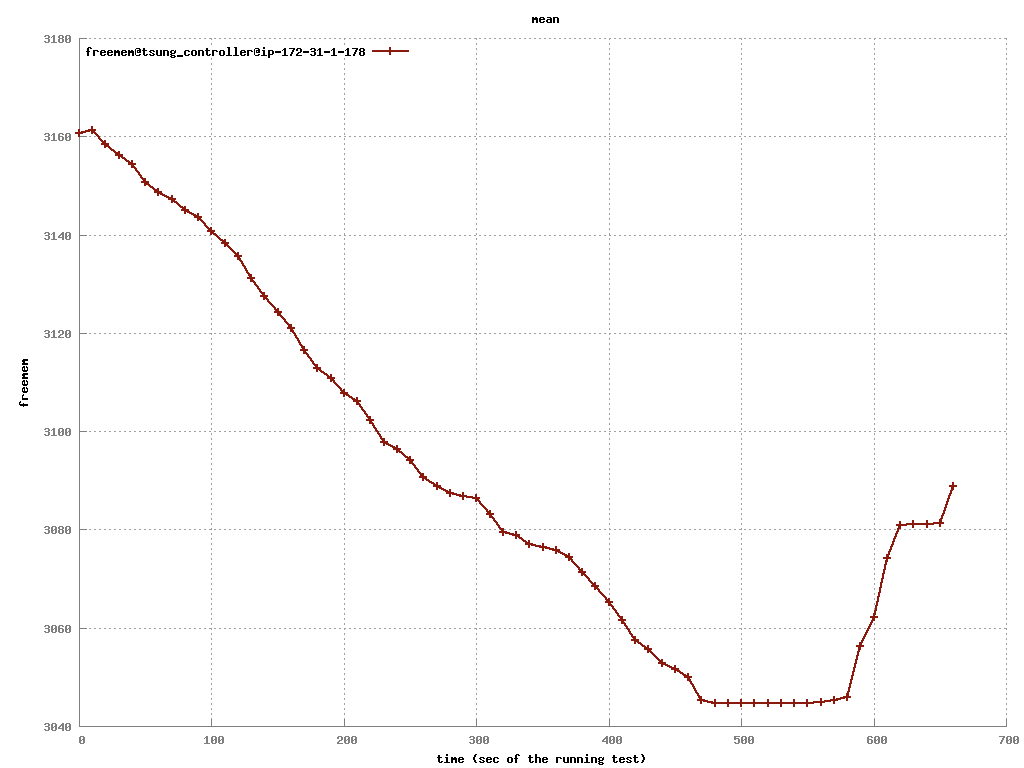 mean
freemem@tsung_controller@ip-172-31-1-178
3180
3160
3140
3120
3100
3080
3060
3040
freemem
0 100 200 300 400 500 600 700
time (sec of the running test)